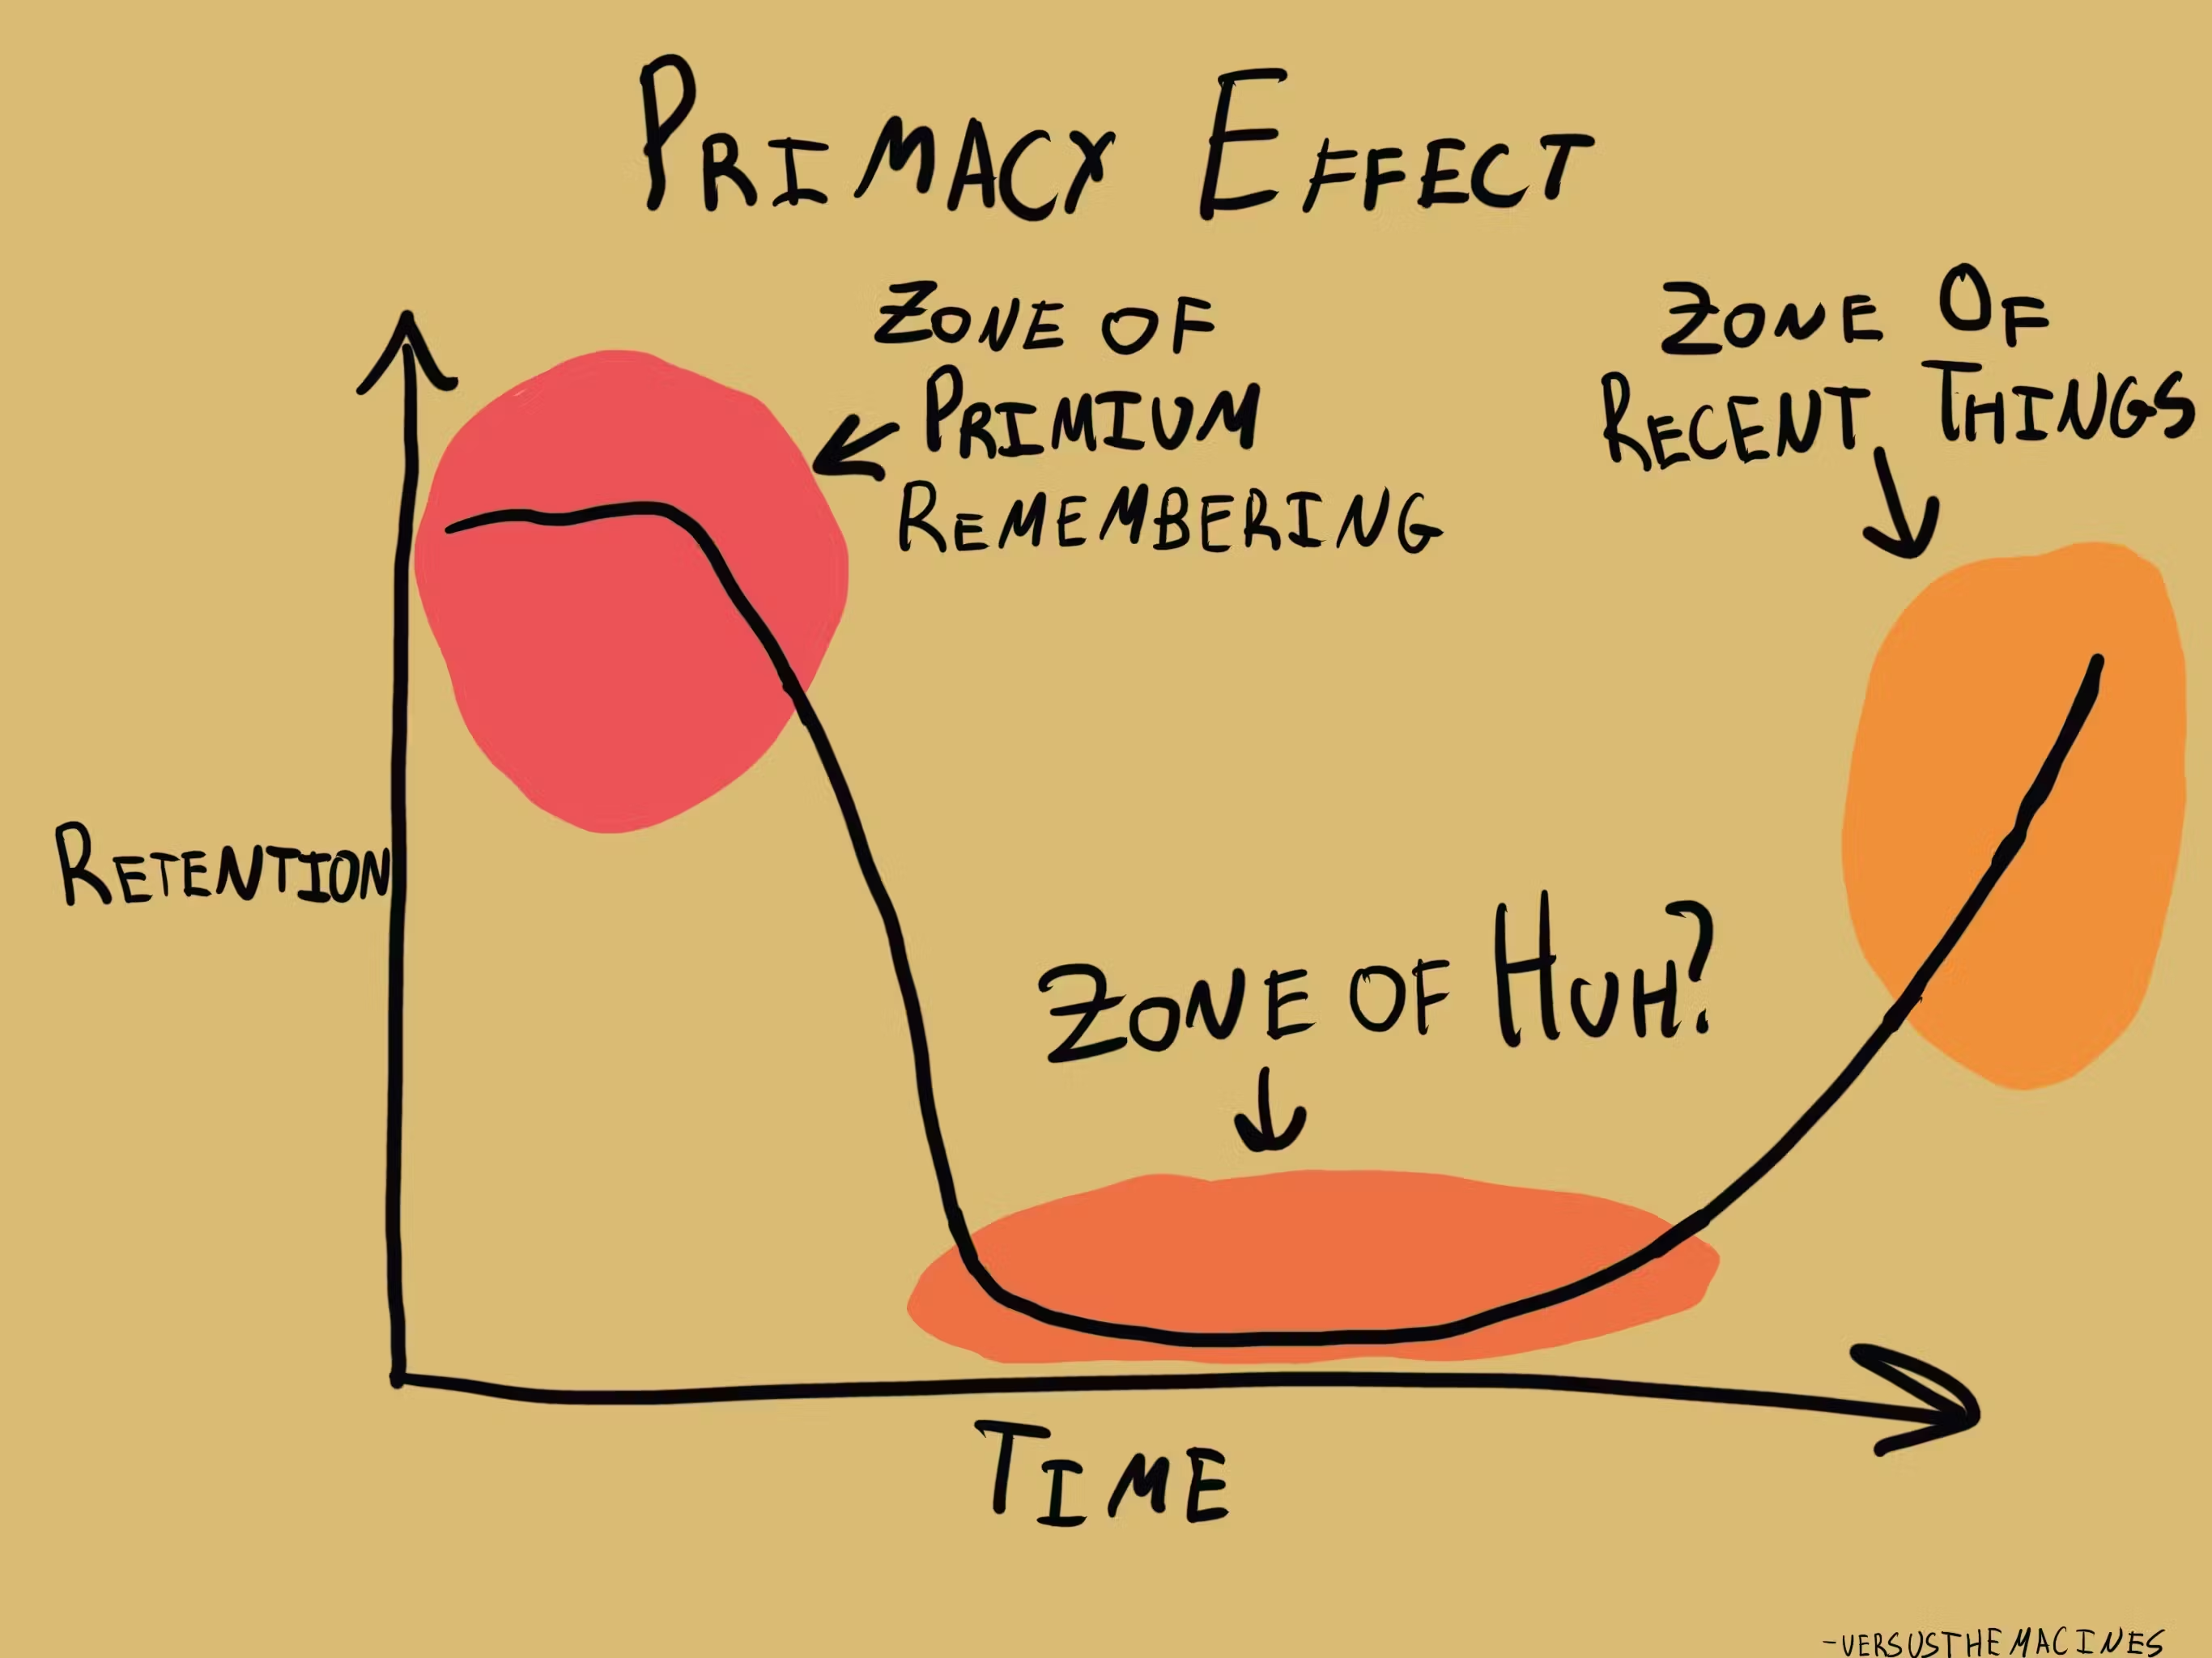 PRIMACY EFFECT
ZONE OF
PRIMIUM
REMEMBERING
ZONE OF
RECENT THINGS
RETENTION
ZONE OF HUH?
TIME
-VERSUSTHEMACINES